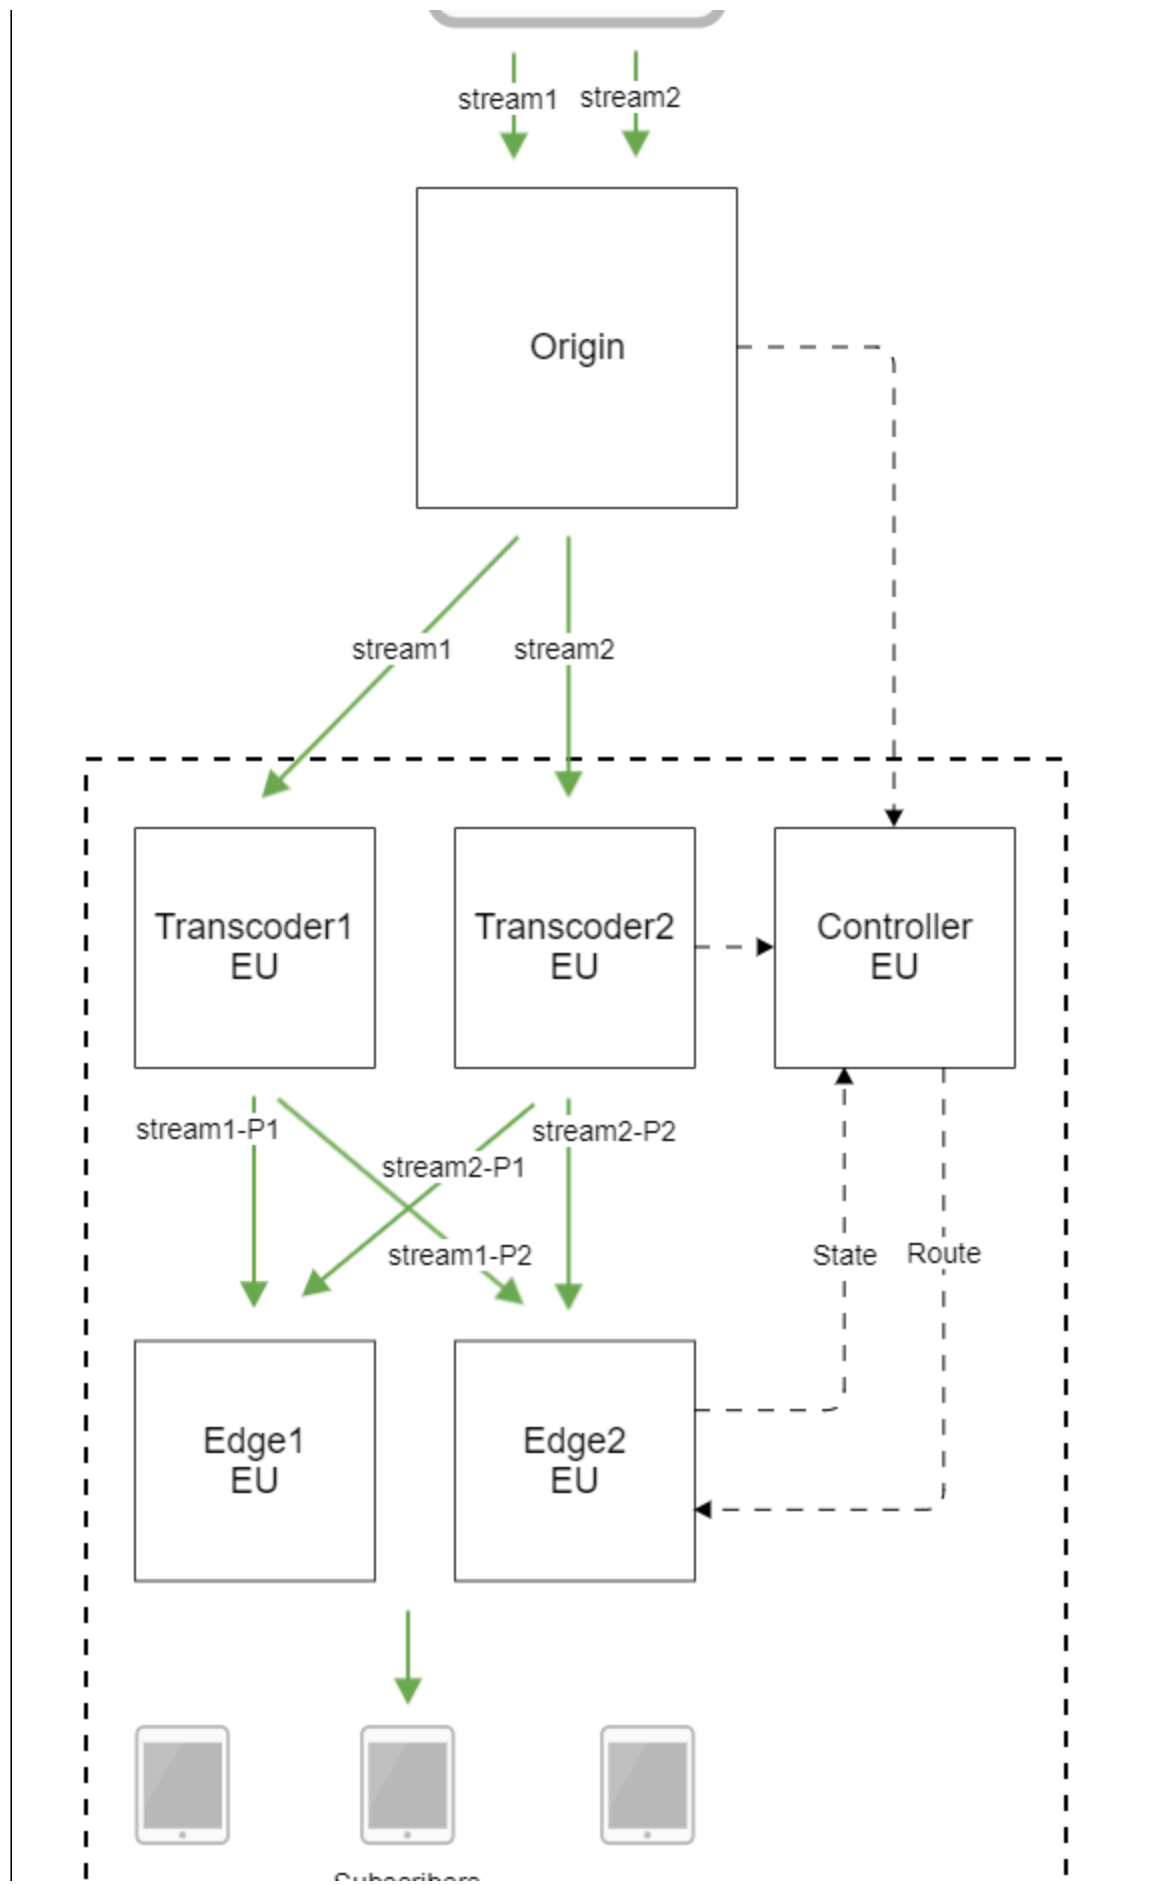 stream1 stream2
Origin
stream1 stream2
Transcoder1
EU
Transcoder2
EU
Controller
EU
stream1-P1
stream2-P2
stream2-P1
stream1-P2
State Route
Edge1
EU
Edge2
EU
Subscribers